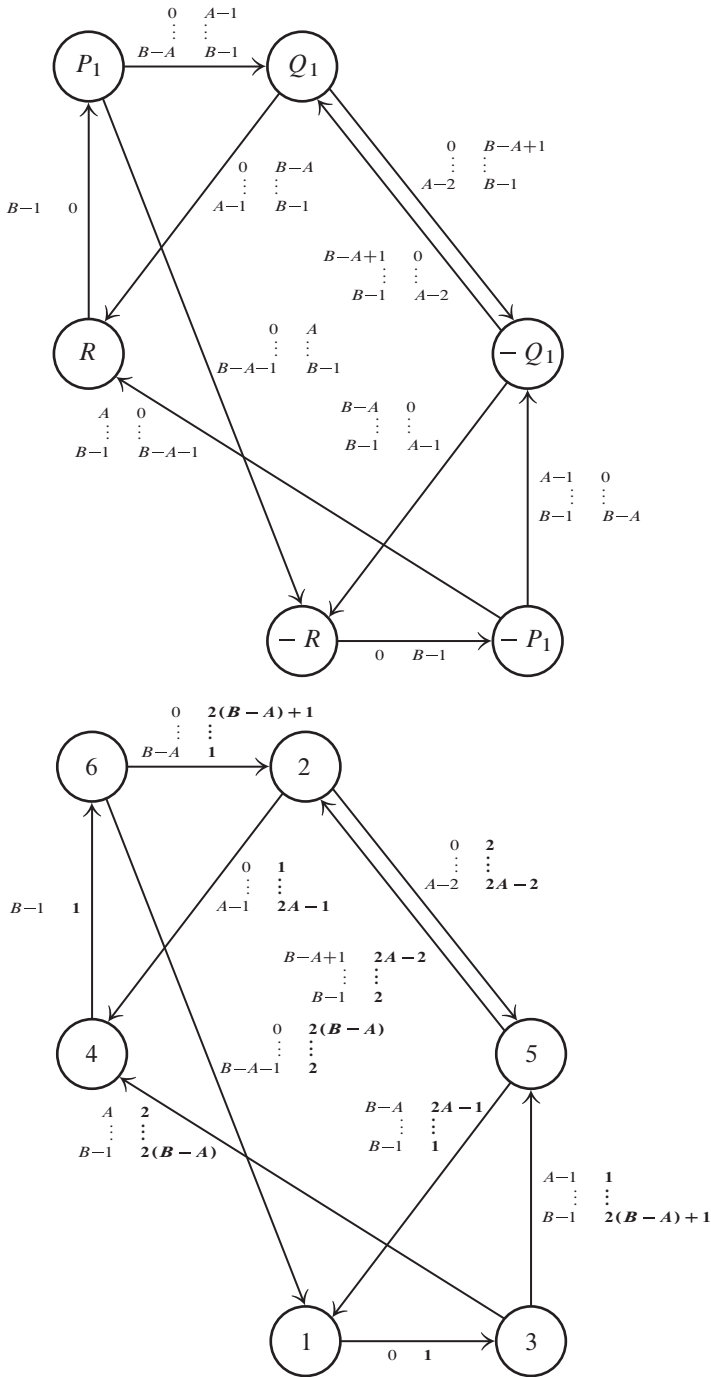 0 A−1
⋮ ⋮
B−A B−1
P₁ Q₁
0 B−A+1
⋮ ⋮
A−2 B−1
0 B−A
⋮ ⋮
A−1 B−1
B−1 0
B−A+1 0
⋮ ⋮
B−1 A−2
R
0 A
⋮ ⋮
B−A−1 B−1
−Q₁
A 0
⋮ ⋮
B−1 B−A−1
B−A 0
⋮ ⋮
B−1 A−1
A−1 0
⋮ ⋮
B−1 B−A
−R −P₁
0 B−1
0 2(B−A)+1
⋮ ⋮
B−A 1
6 2
0 2
⋮ ⋮
A−2 2A−2
0 1
⋮ ⋮
A−1 2A−1
B−1 1
B−A+1 2A−2
⋮ ⋮
B−1 2
4
0 2(B−A)
⋮ ⋮
B−A−1 2
5
A 2
⋮ ⋮
B−1 2(B−A)
B−A 2A−1
⋮ ⋮
B−1 1
A−1 1
⋮ ⋮
B−1 2(B−A)+1
1 3
0 1